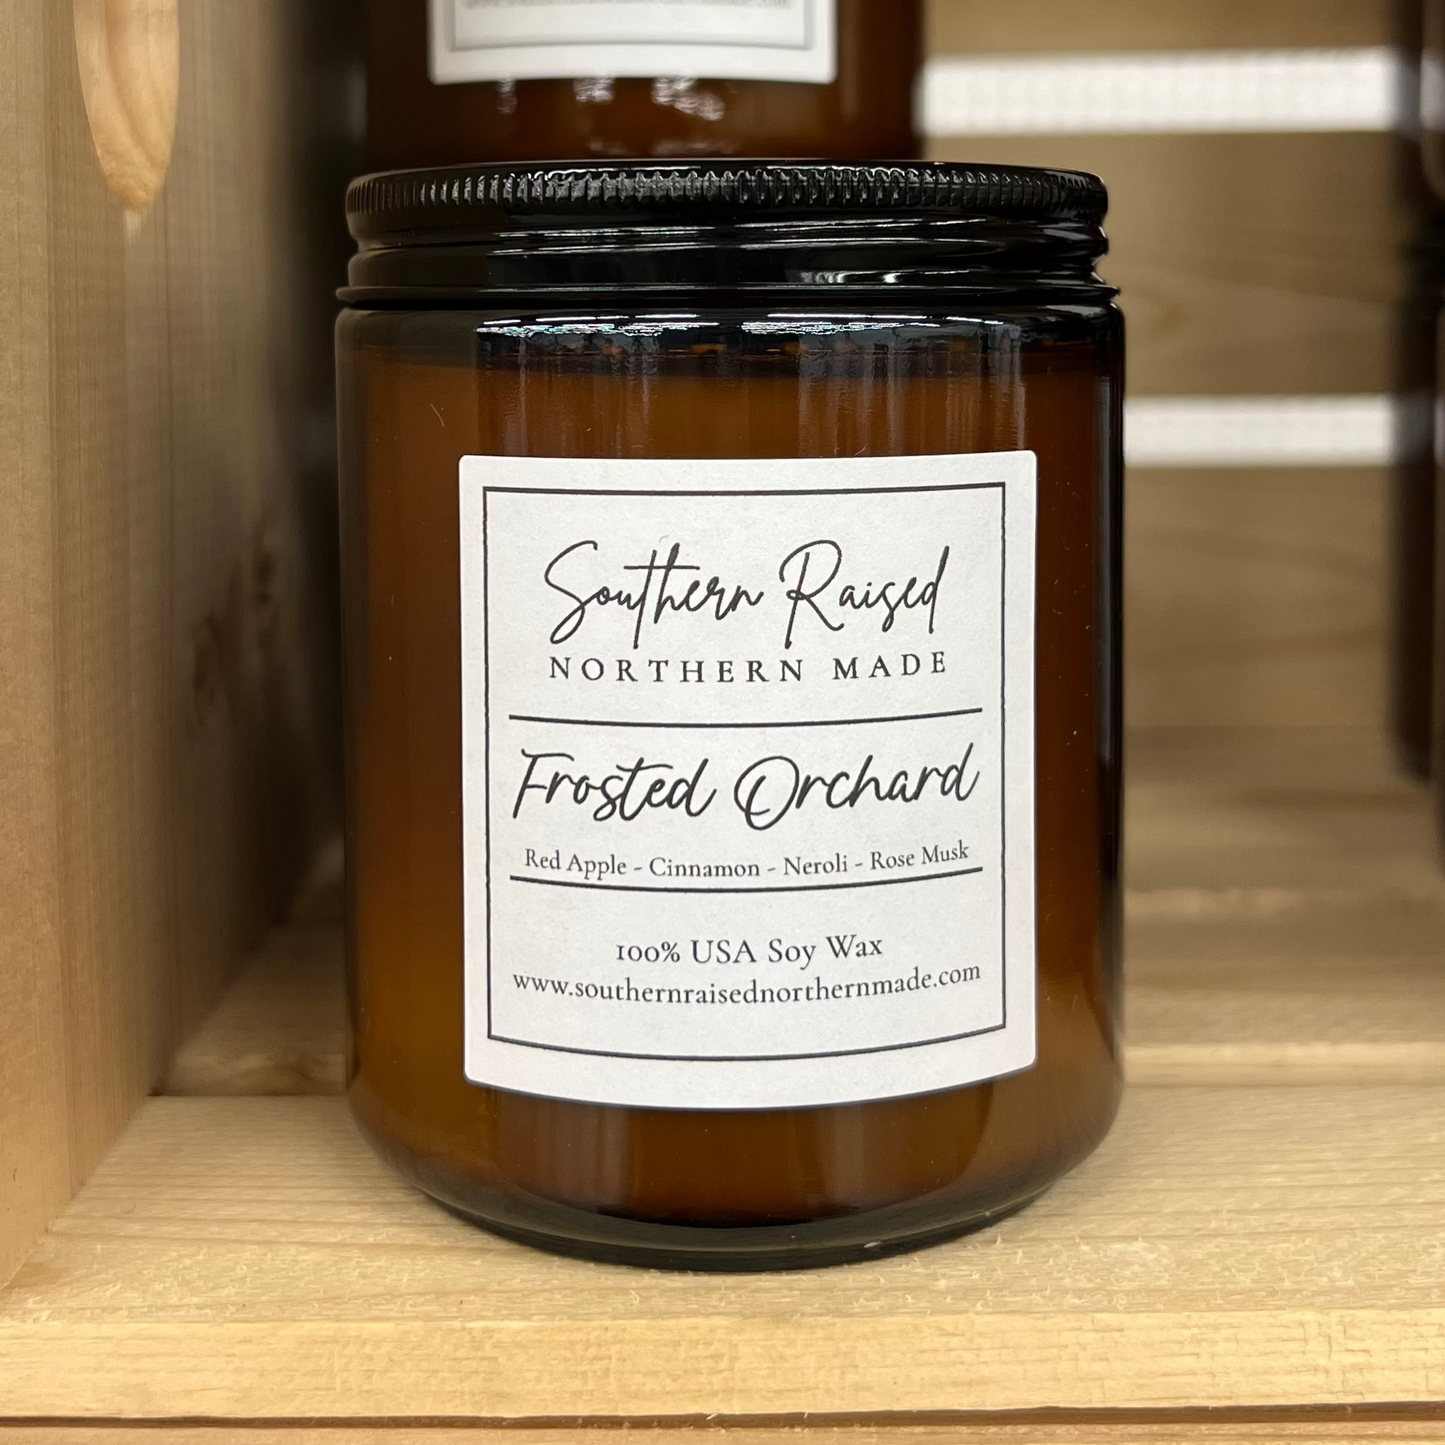 Southern Raised
NORTHERN MADE
Frosted Orchard
Red Apple - Cinnamon - Neroli - Rose Musk
100% USA Soy Wax
www.southernraisednorthernmade.com